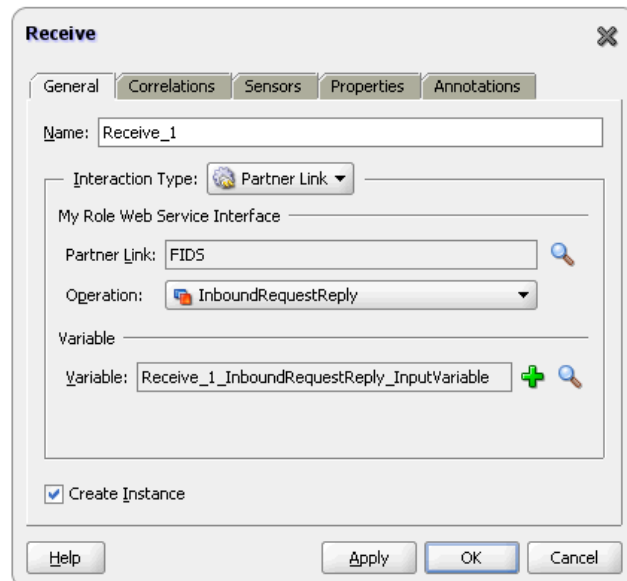 Receive
General Correlations Sensors Properties Annotations
Name: Receive_1
Interaction Type: Partner Link
My Role Web Service Interface
Partner Link: FIDS
Operation: InboundRequestReply
Variable
Variable: Receive_1_InboundRequestReply_InputVariable
Create Instance
Help Apply OK Cancel